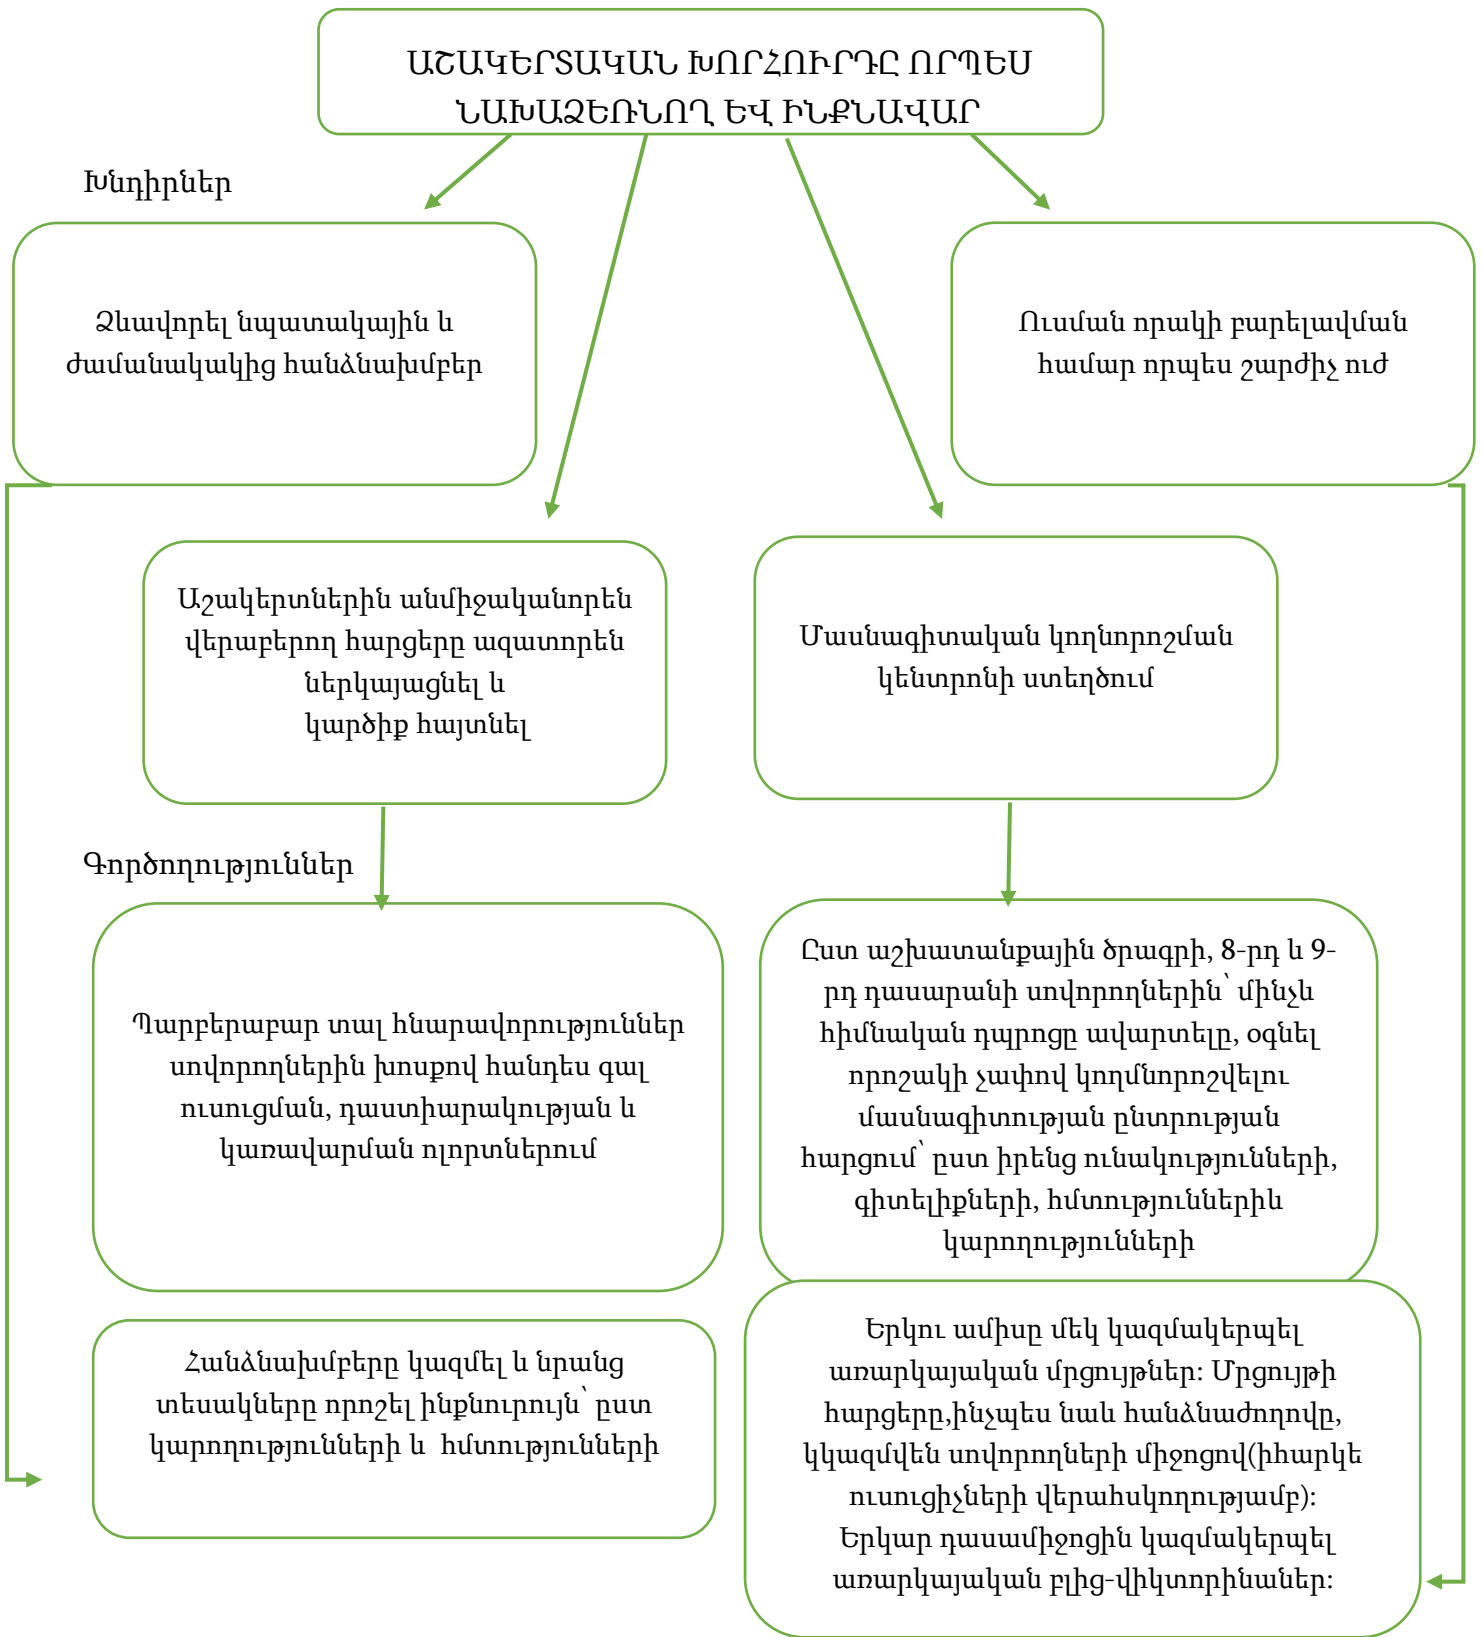 ԱՇԱԿԵՐՏԱԿԱՆ ԽՈՐՀՈՒՐԴԸ ՈՐՊԵՍ
ՆԱԽԱՁԵՌՆՈՂ ԵՎ ԻՆՔՆԱՎԱՐ
Խնդիրներ
Ձևավորել նպատակային և
ժամանակակից հանձնախմբեր
Ուսման որակի բարելավման
համար որպես շարժիչ ուժ
Աշակերտներին անմիջականորեն
վերաբերող հարցերը ազատորեն
ներկայացնել և
կարծիք հայտնել
Մասնագիտական կողնորոշման
կենտրոնի ստեղծում
Գործողություններ
Պարբերաբար տալ հնարավորություններ
սովորողներին խոսքով հանդես գալ
ուսուցման, դաստիարակության և
կառավարման ոլորտներում
Ըստ աշխատանքային ծրագրի, 8-րդ և 9-
րդ դասարանի սովորողներին՝ մինչև
հիմնական դպրոցը ավարտելը, օգնել
որոշակի չափով կողմնորոշվելու
մասնագիտության ընտրության
հարցում՝ ըստ իրենց ունակությունների,
գիտելիքների, հմտություններիև
կարողությունների
Հանձնախմբերը կազմել և նրանց
տեսակները որոշել ինքնուրույն՝ ըստ
կարողությունների և  հմտությունների
Երկու ամիսը մեկ կազմակերպել
առարկայական մրցույթներ: Մրցույթի
հարցերը,ինչպես նաև հանձնաժողովը,
կկազմվեն սովորողների միջոցով(իհարկե
ուսուցիչների վերահսկողությամբ):
Երկար դասամիջոցին կազմակերպել
առարկայական բլից-վիկտորինաներ: